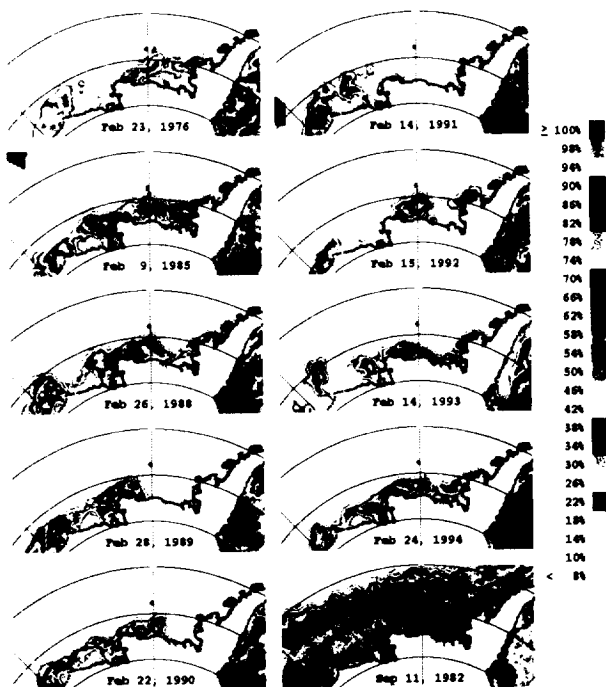 Feb 23, 1976
Feb 14, 1991
Feb 9, 1985
Feb 15, 1992
Feb 26, 1988
Feb 14, 1993
Feb 28, 1989
Feb 24, 1994
Feb 22, 1990
Sep 11, 1982
≥ 100%
98%
94%
90%
86%
82%
78%
74%
70%
66%
62%
58%
54%
50%
46%
42%
38%
34%
30%
26%
22%
18%
14%
10%
< 8%